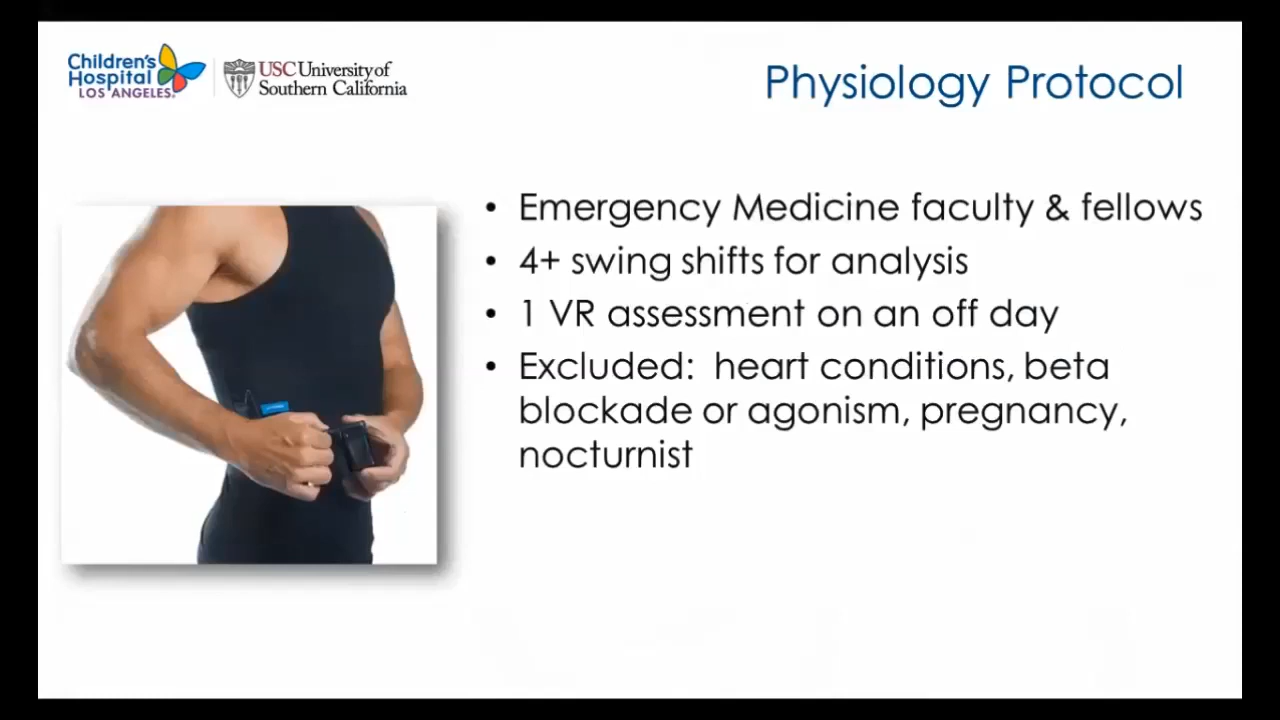 Children's
Hospital
LOS ANGELES
USC University of
Southern California
Physiology Protocol
• Emergency Medicine faculty & fellows
• 4+ swing shifts for analysis
• 1 VR assessment on an off day
• Excluded:  heart conditions, beta
blockade or agonism, pregnancy,
nocturnist